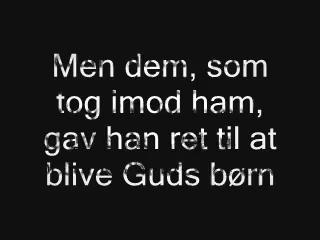 Men dem, som
tog imod ham,
gav han ret til at
blive Guds børn